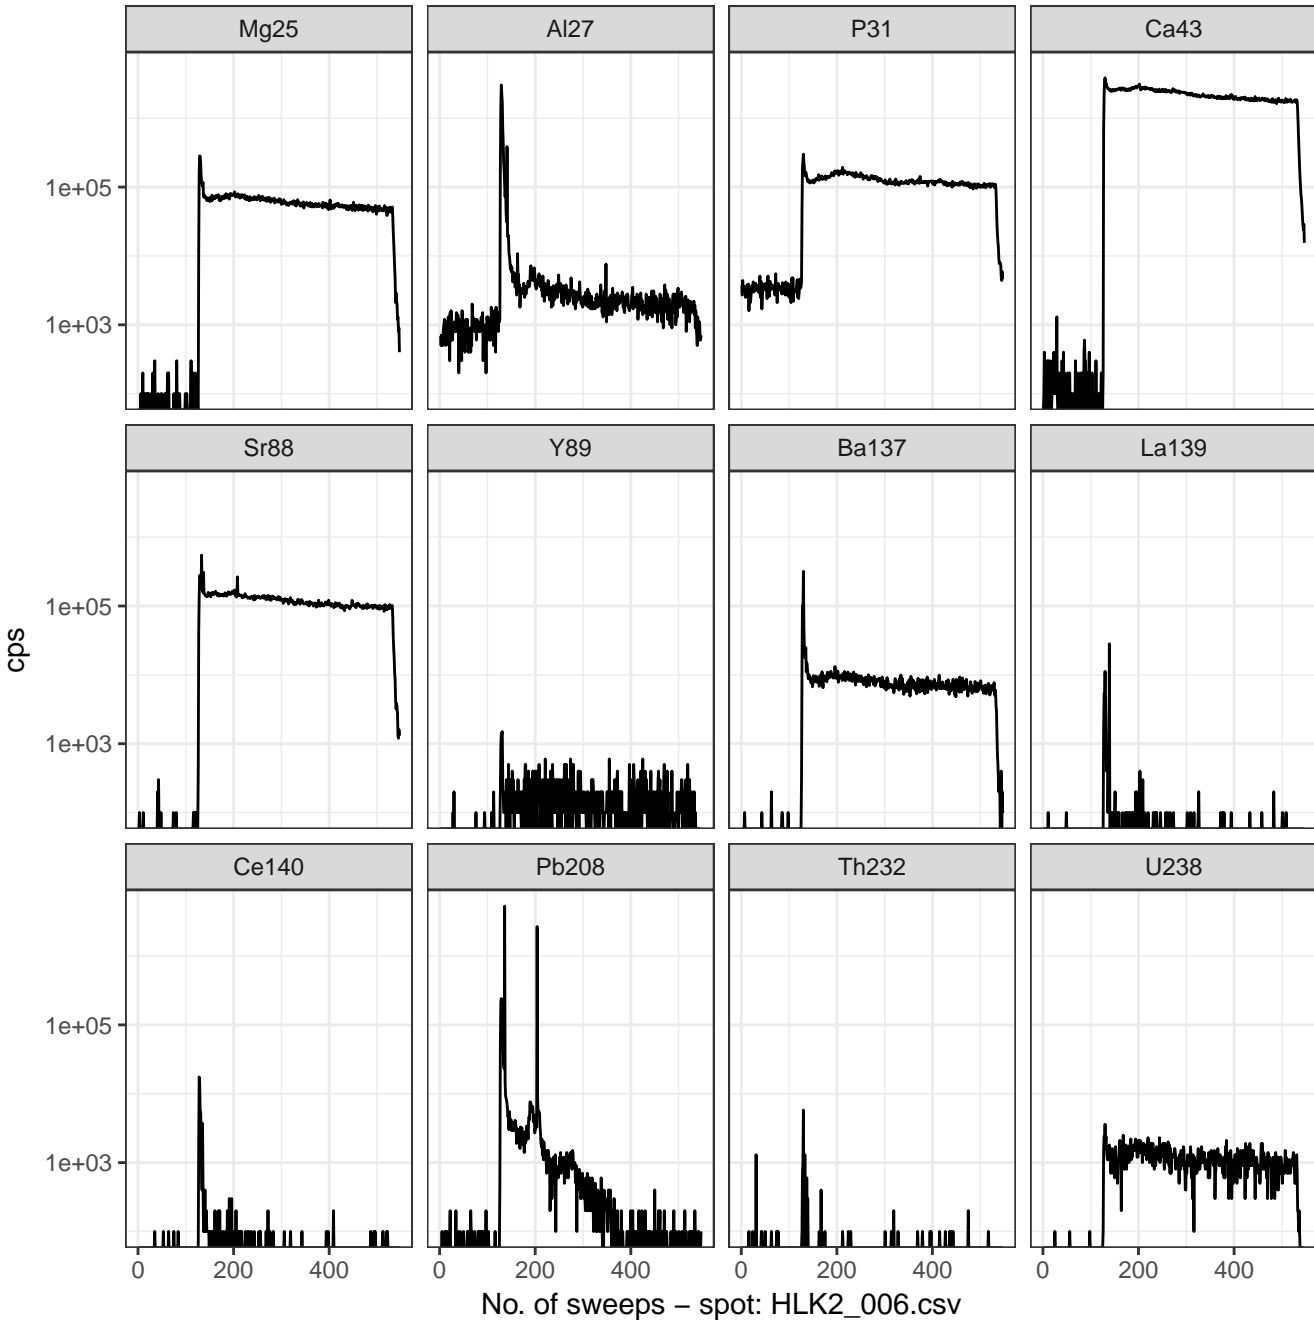 Mg25 Al27 P31 Ca43
1e+05
1e+03
Sr88 Y89 Ba137 La139
1e+05
1e+03
cps
Ce140 Pb208 Th232 U238
1e+05
1e+03
0 200 400 0 200 400 0 200 400 0 200 400
No. of sweeps − spot: HLK2_006.csv